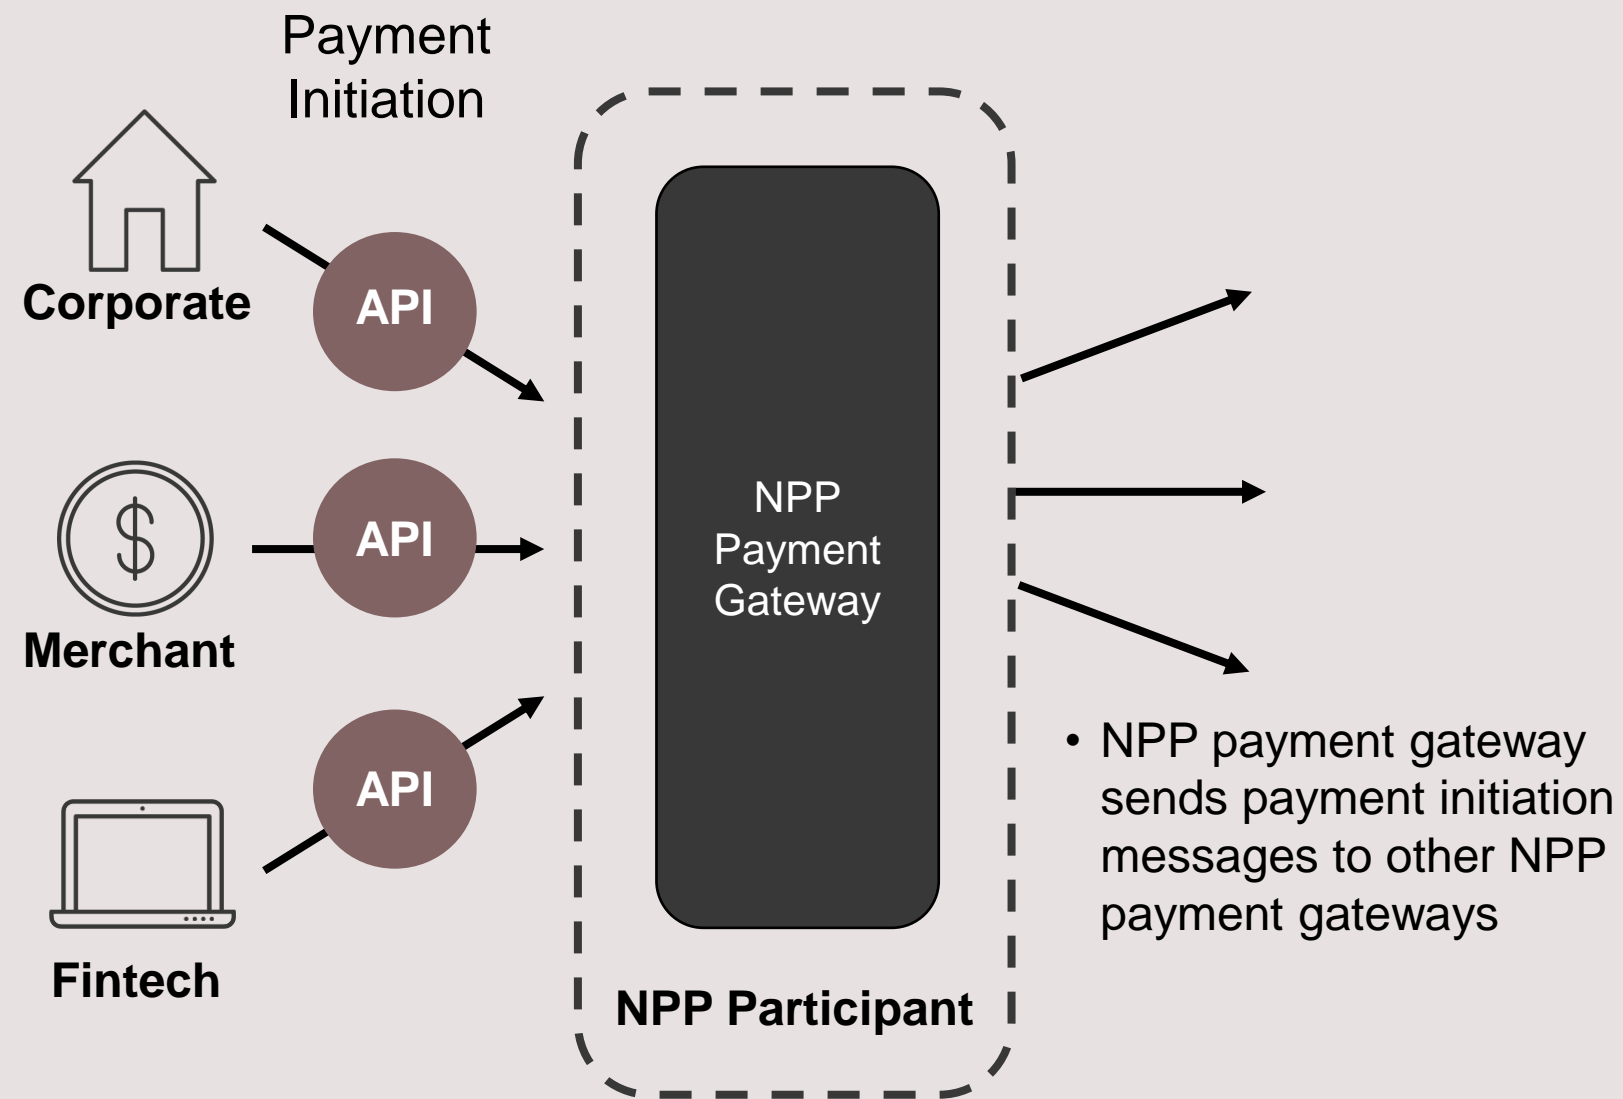 Payment
Initiation
Corporate
API
Merchant
API
Fintech
API
NPP
Payment
Gateway
NPP Participant
• NPP payment gateway
sends payment initiation
messages to other NPP
payment gateways